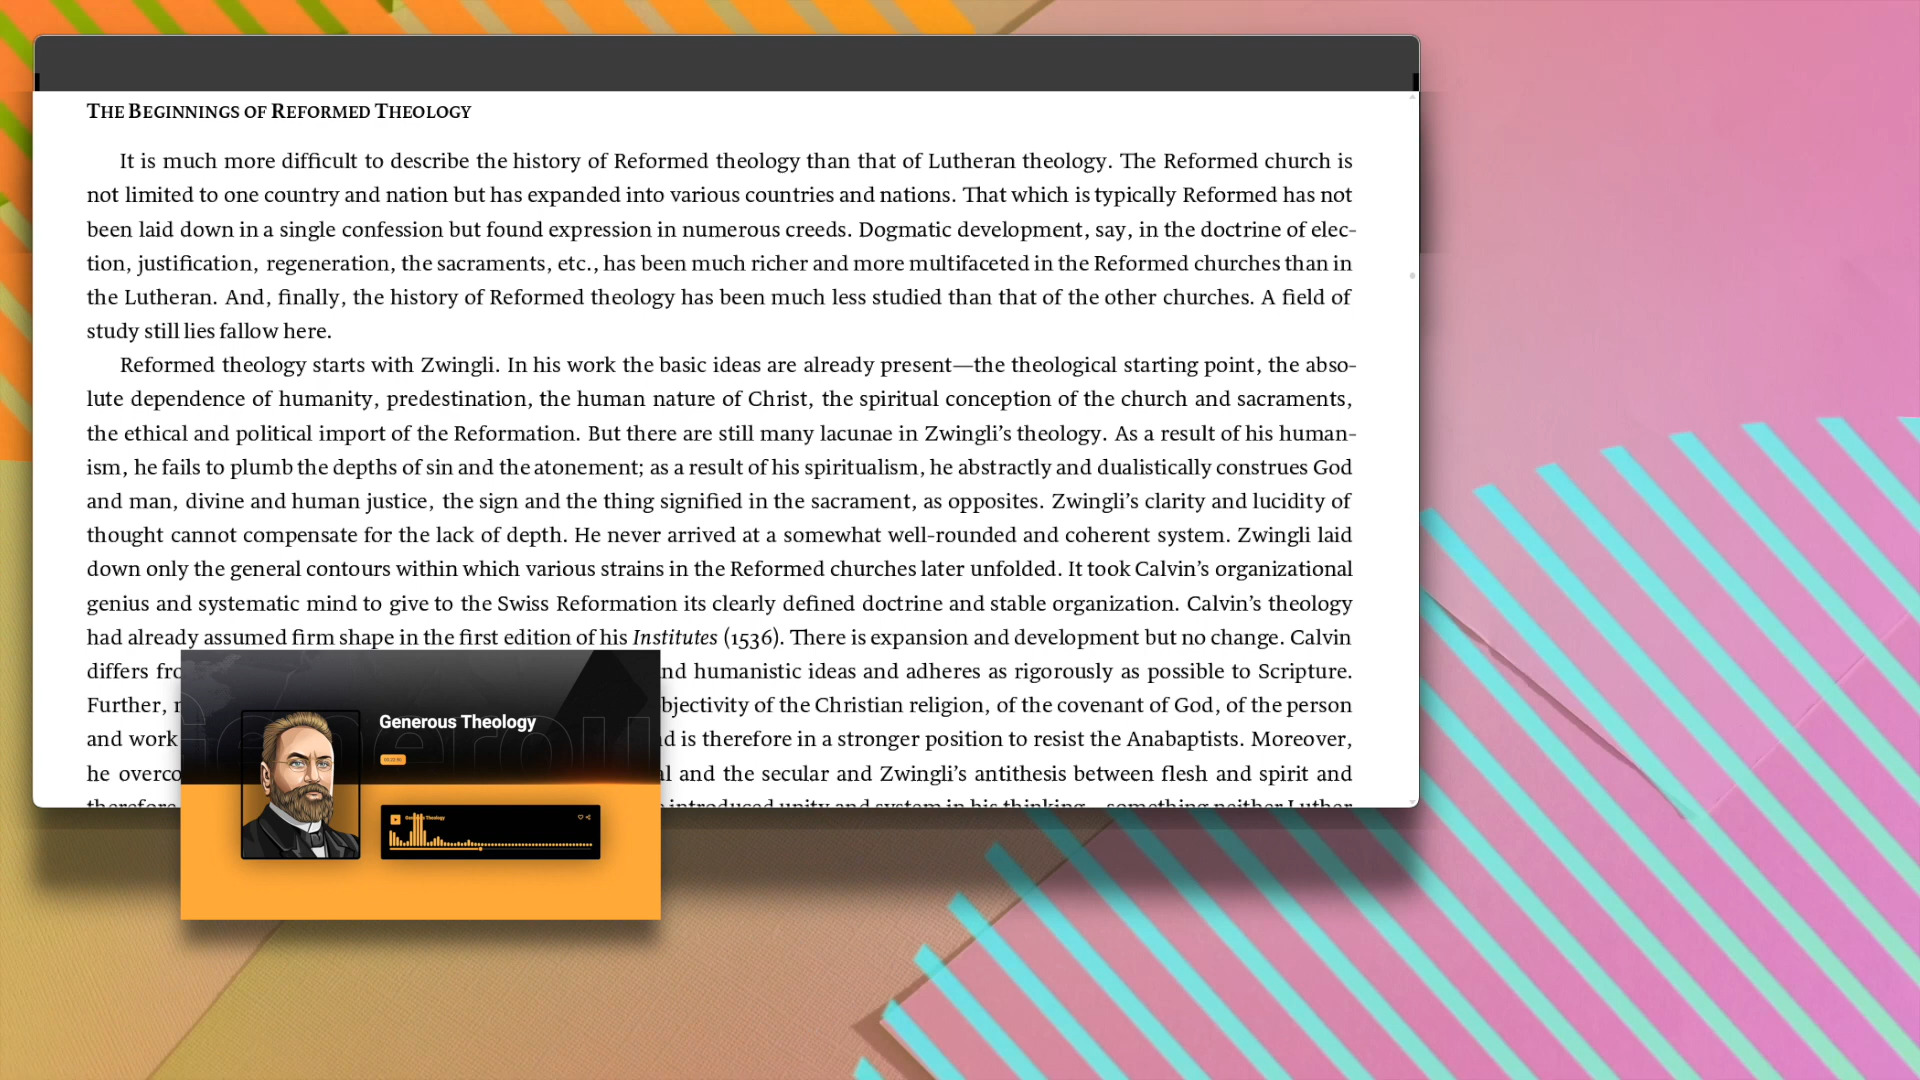 THE BEGINNINGS OF REFORMED THEOLOGY
It is much more difficult to describe the history of Reformed theology than that of Lutheran theology. The Reformed church is
not limited to one country and nation but has expanded into various countries and nations. That which is typically Reformed has not
been laid down in a single confession but found expression in numerous creeds. Dogmatic development, say, in the doctrine of elec-
tion, justification, regeneration, the sacraments, etc., has been much richer and more multifaceted in the Reformed churches than in
the Lutheran. And, finally, the history of Reformed theology has been much less studied than that of the other churches. A field of
study still lies fallow here.
Reformed theology starts with Zwingli. In his work the basic ideas are already present—the theological starting point, the abso-
lute dependence of humanity, predestination, the human nature of Christ, the spiritual conception of the church and sacraments,
the ethical and political import of the Reformation. But there are still many lacunae in Zwingli’s theology. As a result of his human-
ism, he fails to plumb the depths of sin and the atonement; as a result of his spiritualism, he abstractly and dualistically construes God
and man, divine and human justice, the sign and the thing signified in the sacrament, as opposites. Zwingli’s clarity and lucidity of
thought cannot compensate for the lack of depth. He never arrived at a somewhat well-rounded and coherent system. Zwingli laid
down only the general contours within which various strains in the Reformed churches later unfolded. It took Calvin’s organizational
genius and systematic mind to give to the Swiss Reformation its clearly defined doctrine and stable organization. Calvin’s theology
had already assumed firm shape in the first edition of his Institutes (1536). There is expansion and development but no change. Calvin
differs humanistic ideas and adheres as rigorously as possible to Scripture.
Further, of the Christian religion, of the covenant of God, of the person
and work is therefore in a stronger position to resist the Anabaptists. Moreover,
he and the secular and Zwingli’s antithesis between flesh and spirit and
therefore introduced unity and system in his thinking—something neither Luther
Generous Theology
Theology